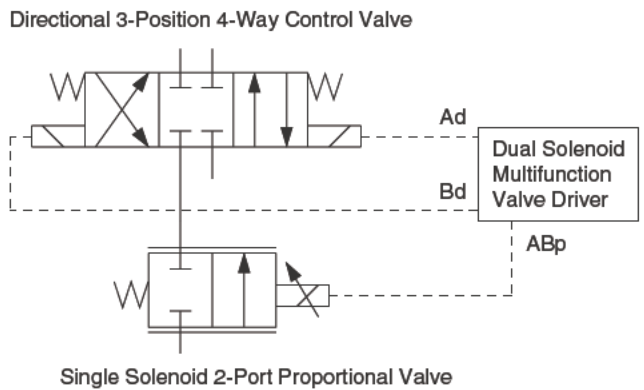 Directional 3-Position 4-Way Control Valve
Ad
Dual Solenoid
Multifunction
Valve Driver
Bd
ABp
Single Solenoid 2-Port Proportional Valve